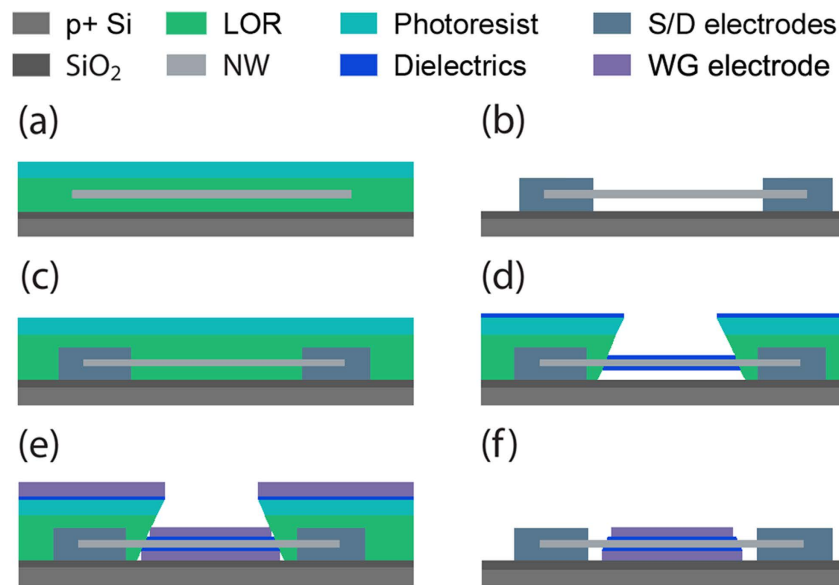 p+ Si LOR Photoresist S/D electrodes
SiO₂ NW Dielectrics WG electrode
(a) (b)
(c) (d)
(e) (f)